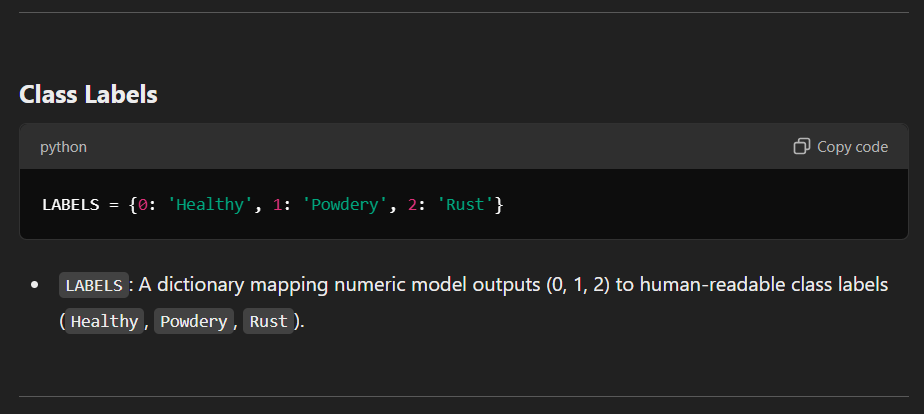 Class Labels
python Copy code
LABELS = {0: 'Healthy', 1: 'Powdery', 2: 'Rust'}
• LABELS: A dictionary mapping numeric model outputs (0, 1, 2) to human-readable class labels
(Healthy, Powdery, Rust).